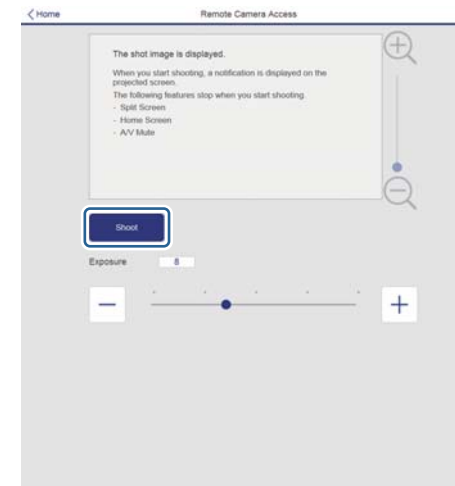 Home
Remote Camera Access
The shot image is displayed.
When you start shooting, a notification is displayed on the
projected screen.
The following features stop when you start shooting.
- Split Screen
- Home Screen
- A/V Mute
Shoot
Exposure 8